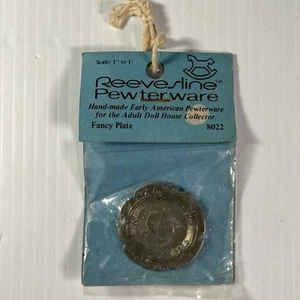 Scale: 1" to 1'
Reevesline™
Pewterware
Hand-made Early American Pewterware
for the Adult Doll House Collector
Fancy Plate 8022